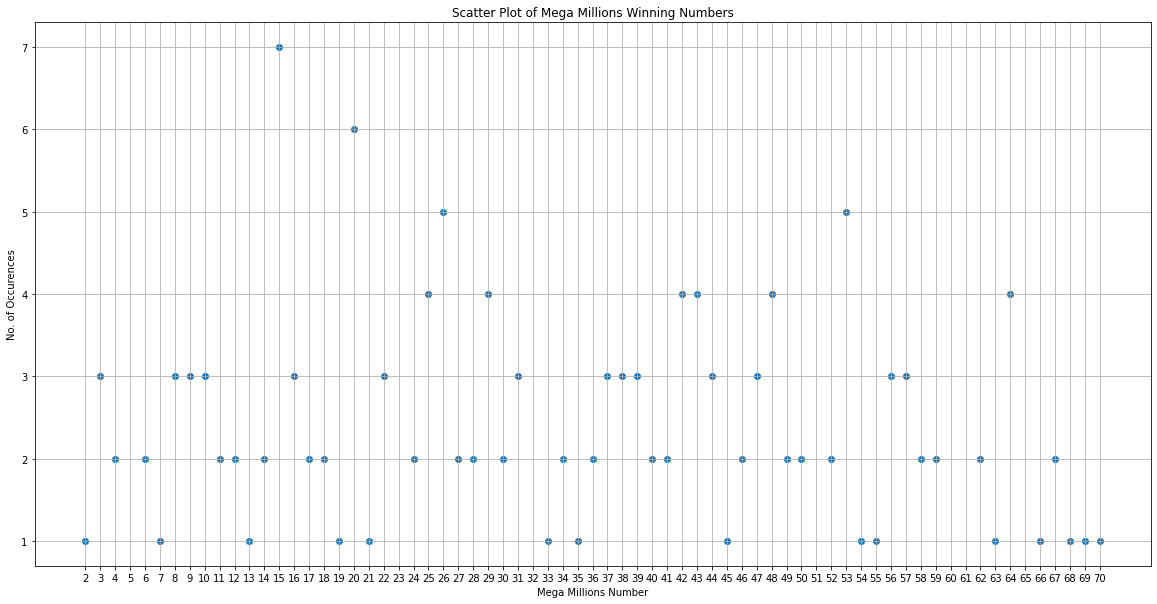 Scatter Plot of Mega Millions Winning Numbers
No. of Occurences
7
6
5
4
3
2
1
2 3 4 5 6 7 8 9 10 11 12 13 14 15 16 17 18 19 20 21 22 23 24 25 26 27 28 29 30 31 32 33 34 35 36 37 38 39 40 41 42 43 44 45 46 47 48 49 50 51 52 53 54 55 56 57 58 59 60 61 62 63 64 65 66 67 68 69 70
Mega Millions Number